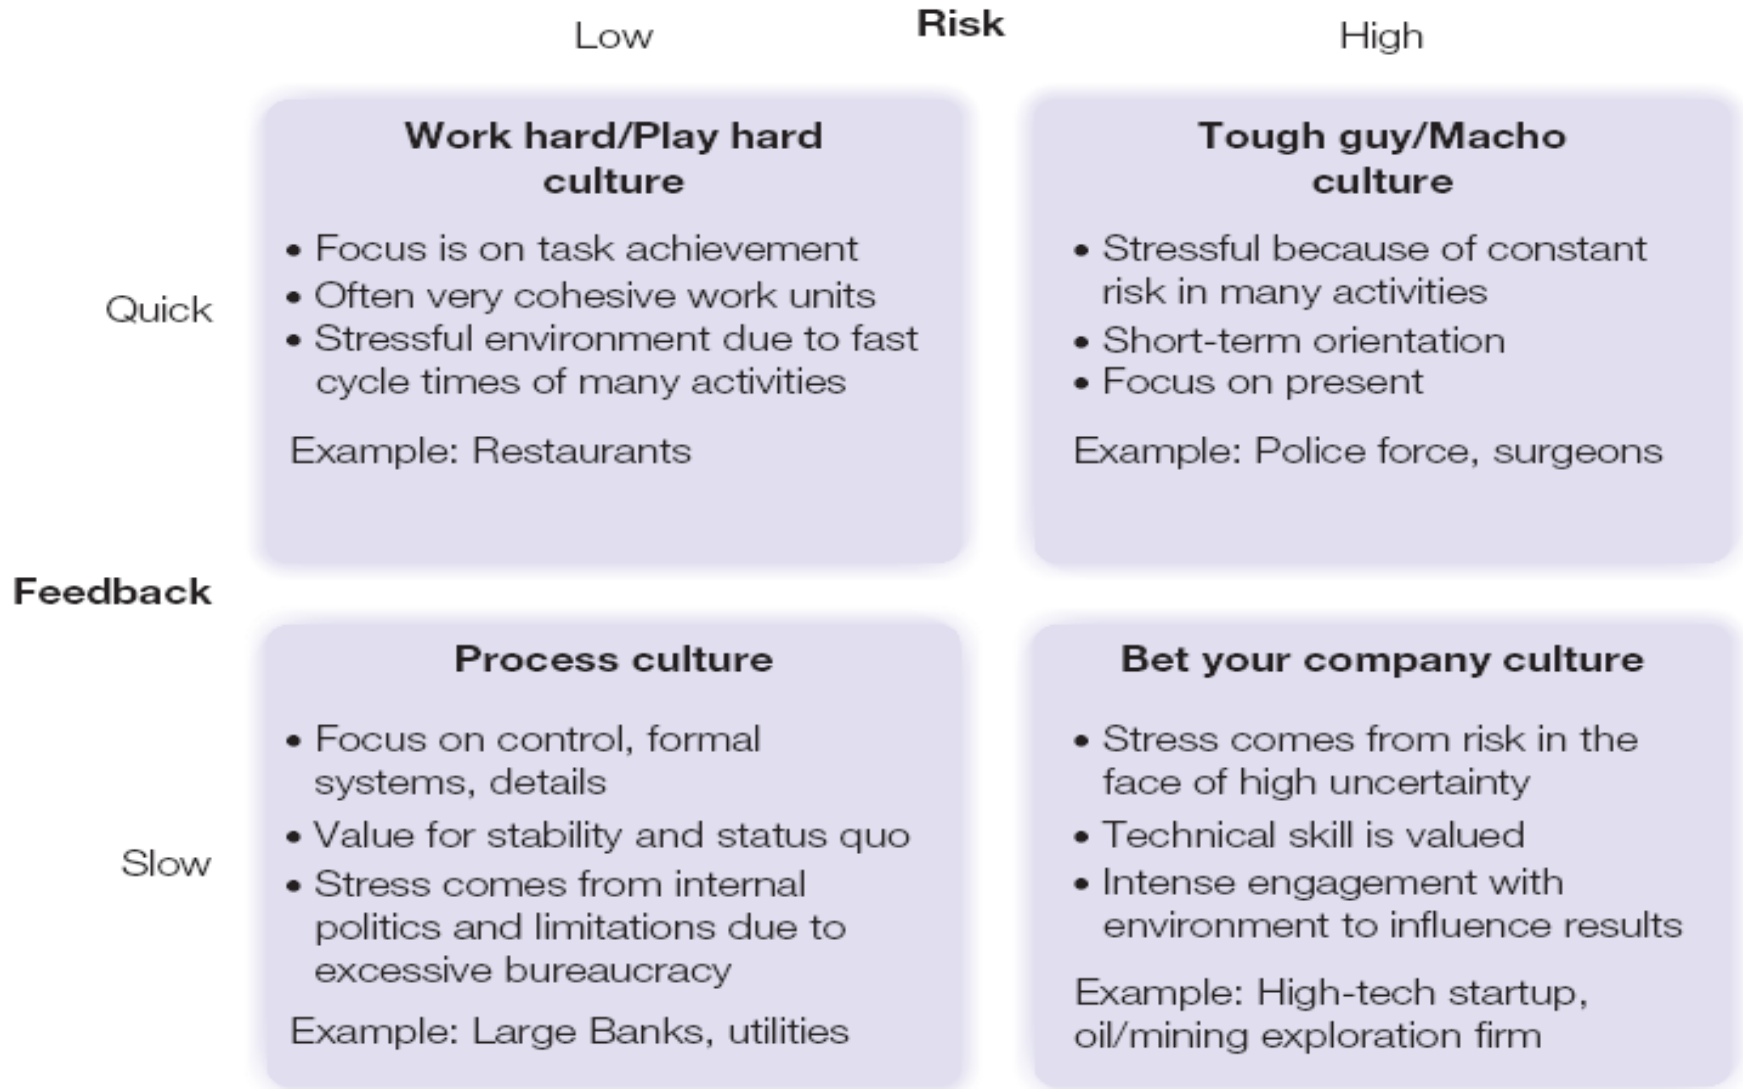 Risk
Low
High
Work hard/Play hard
culture
• Focus is on task achievement
• Often very cohesive work units
• Stressful environment due to fast
cycle times of many activities
Example: Restaurants
Tough guy/Macho
culture
• Stressful because of constant
risk in many activities
• Short-term orientation
• Focus on present
Example: Police force, surgeons
Quick
Feedback
Process culture
• Focus on control, formal
systems, details
• Value for stability and status quo
• Stress comes from internal
politics and limitations due to
excessive bureaucracy
Example: Large Banks, utilities
Bet your company culture
• Stress comes from risk in the
face of high uncertainty
• Technical skill is valued
• Intense engagement with
environment to influence results
Example: High-tech startup,
oil/mining exploration firm
Slow